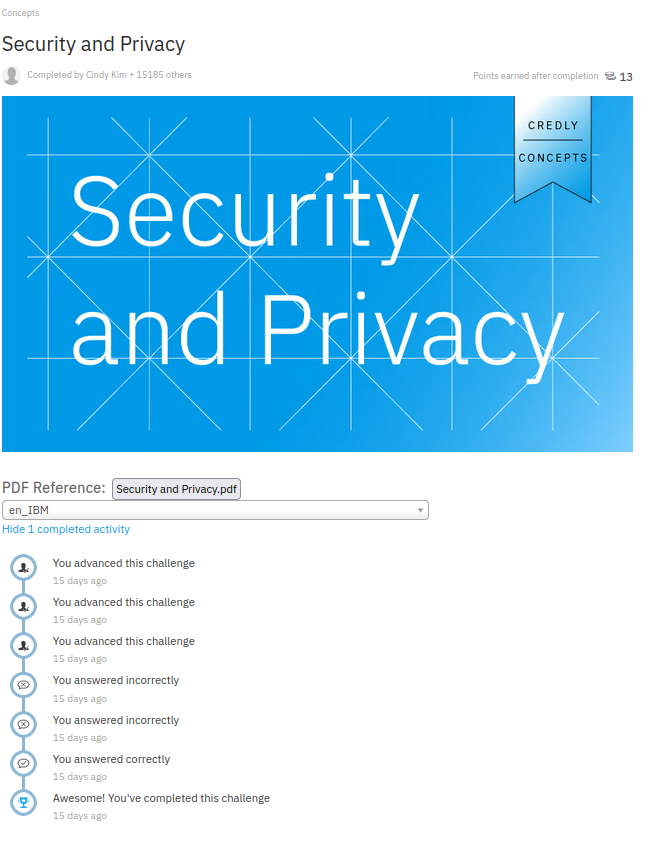 Concepts
Security and Privacy
Completed by Cindy Kim + 15185 others
Points earned after completion 13
CREDLY
CONCEPTS
Security
and Privacy
PDF Reference: Security and Privacy.pdf
en_IBM
Hide 1 completed activity
You advanced this challenge
15 days ago
You advanced this challenge
15 days ago
You advanced this challenge
15 days ago
You answered incorrectly
15 days ago
You answered incorrectly
15 days ago
You answered correctly
15 days ago
Awesome! You've completed this challenge
15 days ago